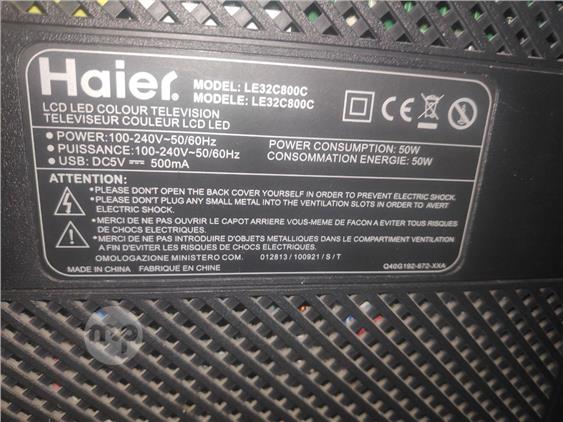 Haier
MODEL: LE32C800C
MODELE: LE32C800C
LCD LED COLOUR TELEVISION
TELEVISEUR COULEUR LCD LED
• POWER:100-240V~50/60Hz
• PUISSANCE:100-240V~50/60Hz
• USB: DC5V 500mA
POWER CONSUMPTION: 50W
CONSOMMATION ENERGIE: 50W
CE
ATTENTION:
• PLEASE DON'T OPEN THE BACK COVER YOURSELF IN ORDER TO PREVENT ELECTRIC SHOCK.
• PLEASE DON'T PLUG ANY SMALL METAL INTO THE VENTILATION SLOTS IN ORDER TO AVERT
ELECTRIC SHOCK.
• MERCI DE NE PAS OUVRIR LE CAPOT ARRIERE VOUS-MEME DE FACON A EVITER TOUS RISQUES
DE CHOCS ELECTRIQUES.
• MERCI DE NE PAS INTRODUIRE D'OBJETS METALLIQUES DANS LE COMPARTIMENT VENTILATION
A FIN D'EVITER LES RISQUES DE CHOCS ELECTRIQUES.
OMOLOGAZIONE MINISTERO COM. 012813 / 100921 / S / T
MADE IN CHINA FABRIQUE EN CHINE
Q40G192-672-XXA